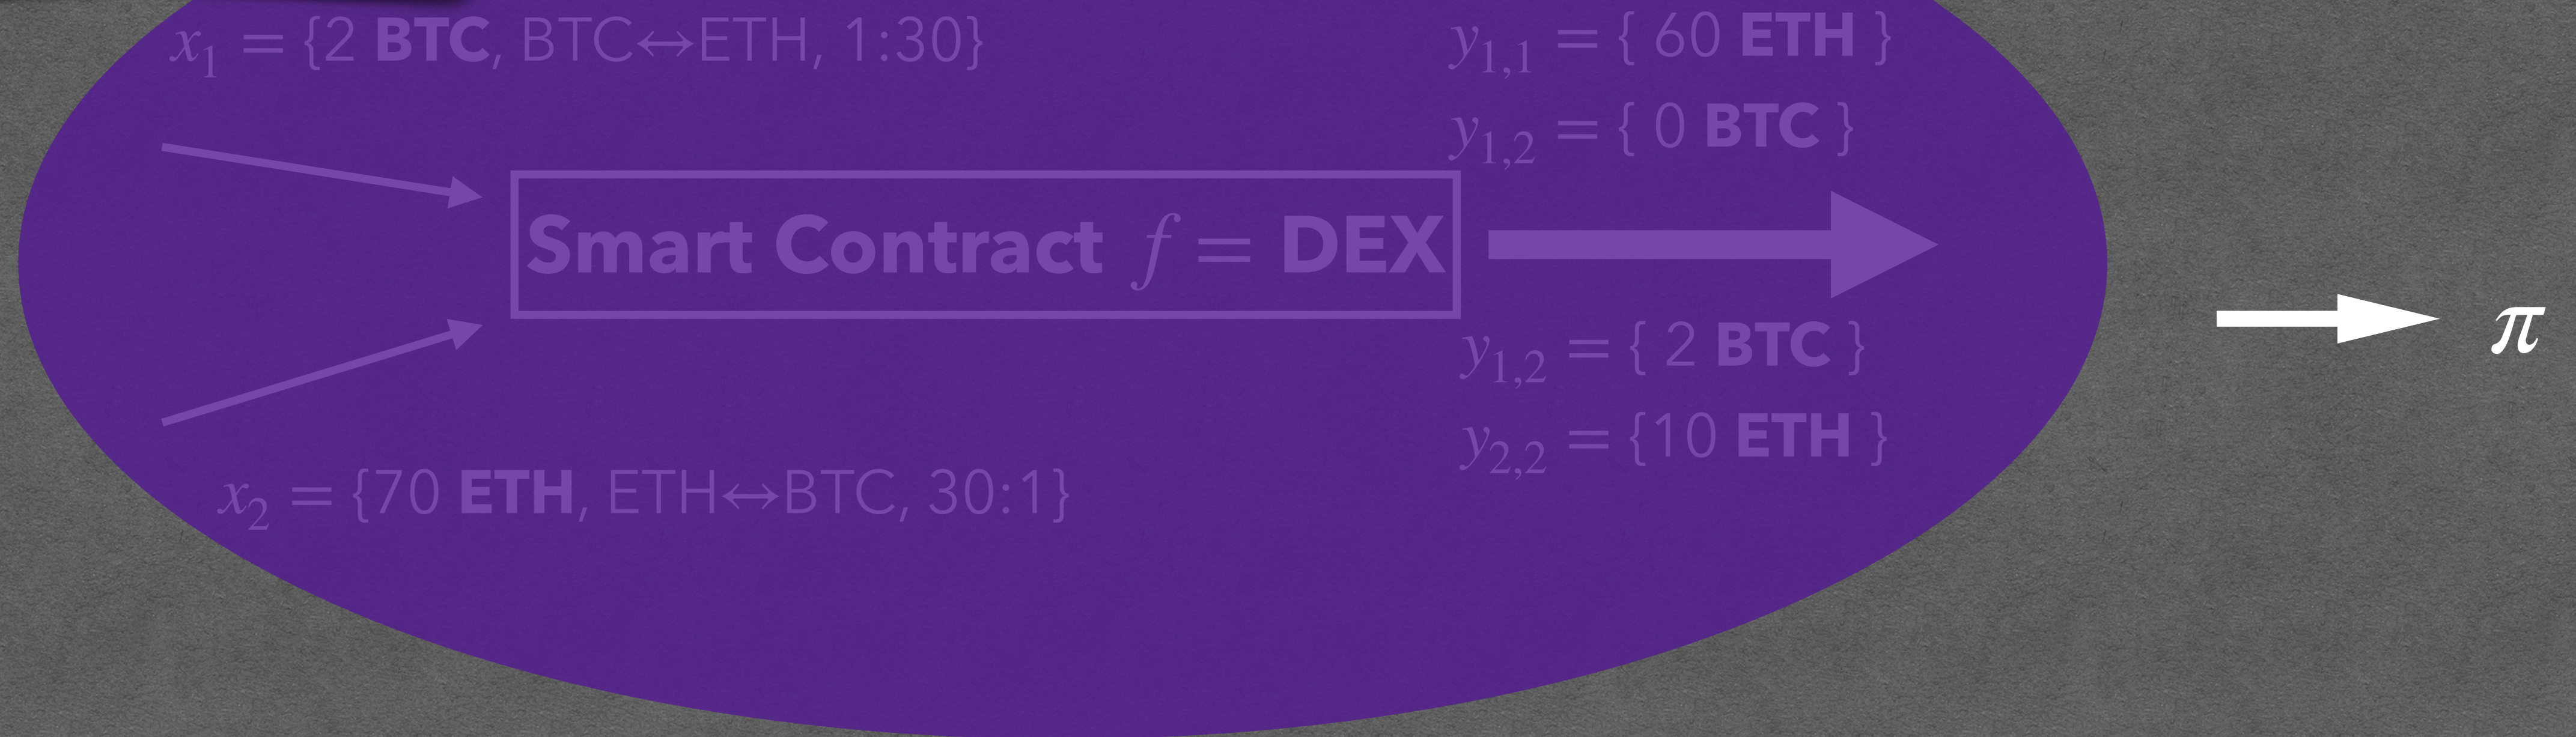 x₁ = {2 BTC, BTC↔ETH, 1:30}
y₁,₁ = { 60 ETH }
y₁,₂ = { 0 BTC }
Smart Contract f = DEX
π
y₁,₂ = { 2 BTC }
y₂,₂ = {10 ETH }
x₂ = {70 ETH, ETH↔BTC, 30:1}